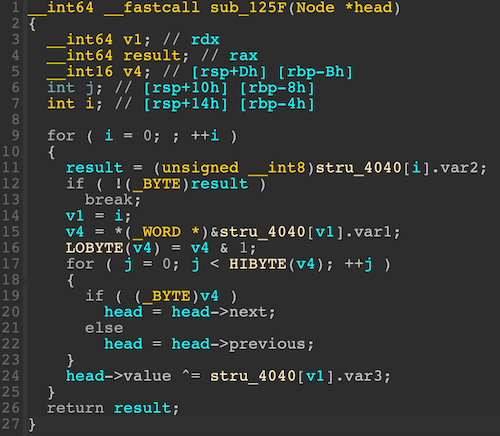 1 __int64 __fastcall sub_125F(Node *head)
2 {
3 __int64 v1; // rdx
4 __int64 result; // rax
5 __int16 v4; // [rsp+Dh] [rbp-Bh]
6 int j; // [rsp+10h] [rbp-8h]
7 int i; // [rsp+14h] [rbp-4h]
8
9 for ( i = 0; ; ++i )
10 {
11 result = (unsigned __int8)stru_4040[i].var2;
12 if ( !(_BYTE)result )
13 break;
14 v1 = i;
15 v4 = *(_WORD *)&stru_4040[v1].var1;
16 LOBYTE(v4) = v4 & 1;
17 for ( j = 0; j < HIBYTE(v4); ++j )
18 {
19 if ( (_BYTE)v4 )
20 head = head->next;
21 else
22 head = head->previous;
23 }
24 head->value ^= stru_4040[v1].var3;
25 }
26 return result;
27 }